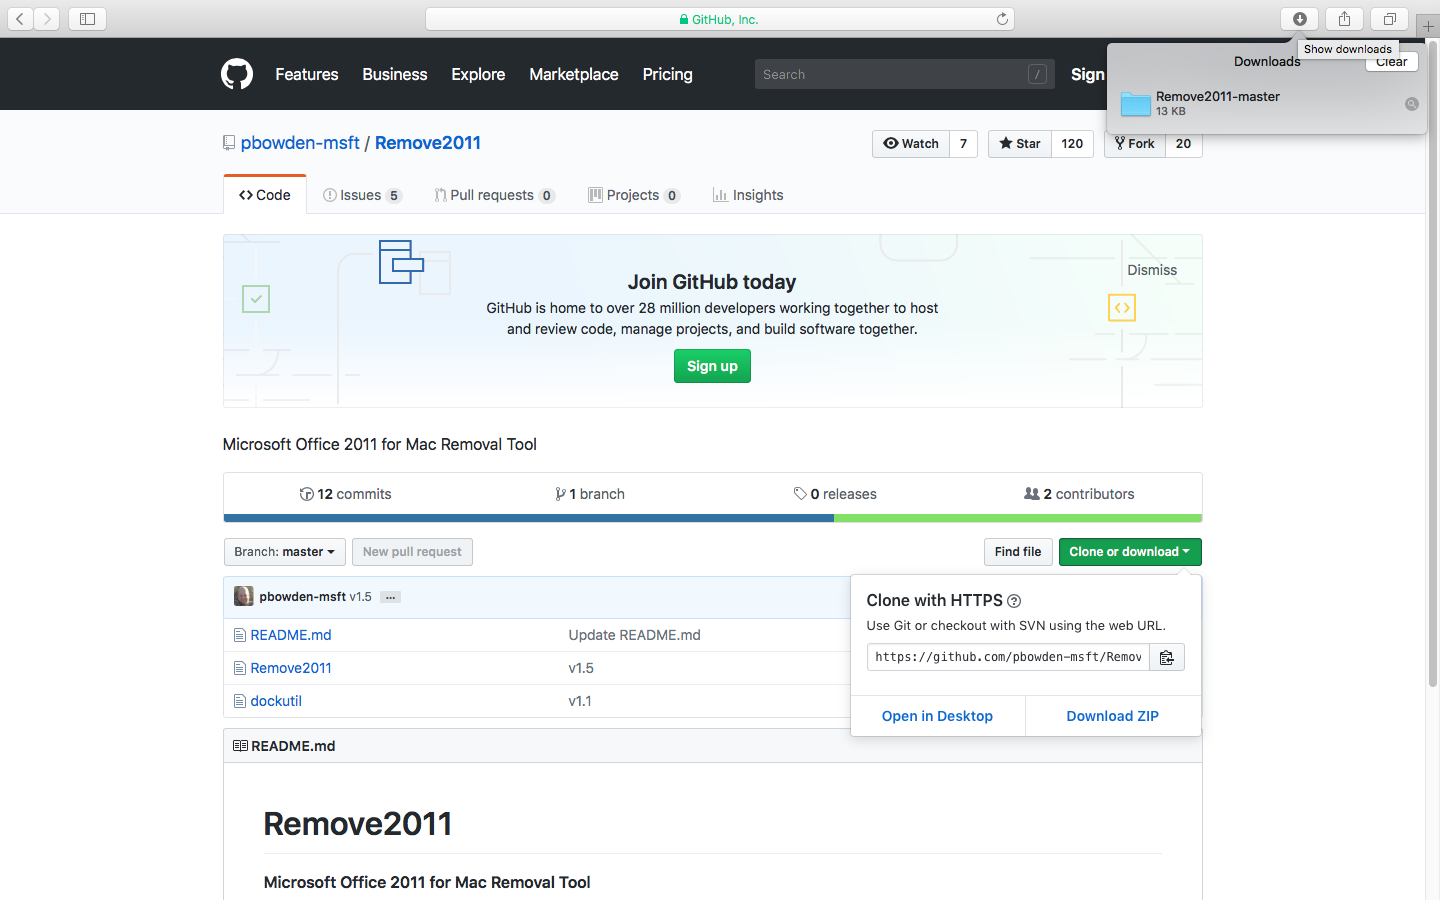 GitHub, Inc.
Show downloads
Downloads
Clear
Remove2011-master
13 KB
Features
Business
Explore
Marketplace
Pricing
Search
/
Sign
pbowden-msft / Remove2011
Watch 7
Star 120
Fork 20
Code
Issues 5
Pull requests 0
Projects 0
Insights
Join GitHub today
Dismiss
GitHub is home to over 28 million developers working together to host
and review code, manage projects, and build software together.
Sign up
Microsoft Office 2011 for Mac Removal Tool
12 commits
1 branch
0 releases
2 contributors
Branch: master
New pull request
Find file
Clone or download
pbowden-msft v1.5 ...
Clone with HTTPS
Use Git or checkout with SVN using the web URL.
https://github.com/pbowden-msft/Remov
Open in Desktop
Download ZIP
README.md Update README.md
Remove2011 v1.5
dockutil v1.1
README.md
Remove2011
Microsoft Office 2011 for Mac Removal Tool